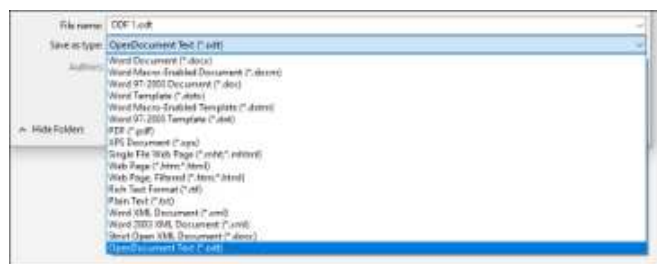 File name: ODF 1.odt
Save as type: OpenDocument Text (*.odt)
Authors:
Word Document (*.docx)
Word Macro-Enabled Document (*.docm)
Word 97-2003 Document (*.doc)
Word Template (*.dotx)
Word Macro-Enabled Template (*.dotm)
Word 97-2003 Template (*.dot)
Hide Folders
PDF (*.pdf)
XPS Document (*.xps)
Single File Web Page (*.mht;*.mhtml)
Web Page (*.htm;*.html)
Web Page, Filtered (*.htm;*.html)
Rich Text Format (*.rtf)
Plain Text (*.txt)
Word XML Document (*.xml)
Word 2003 XML Document (*.xml)
Strict Open XML Document (*.docx)
OpenDocument Text (*.odt)